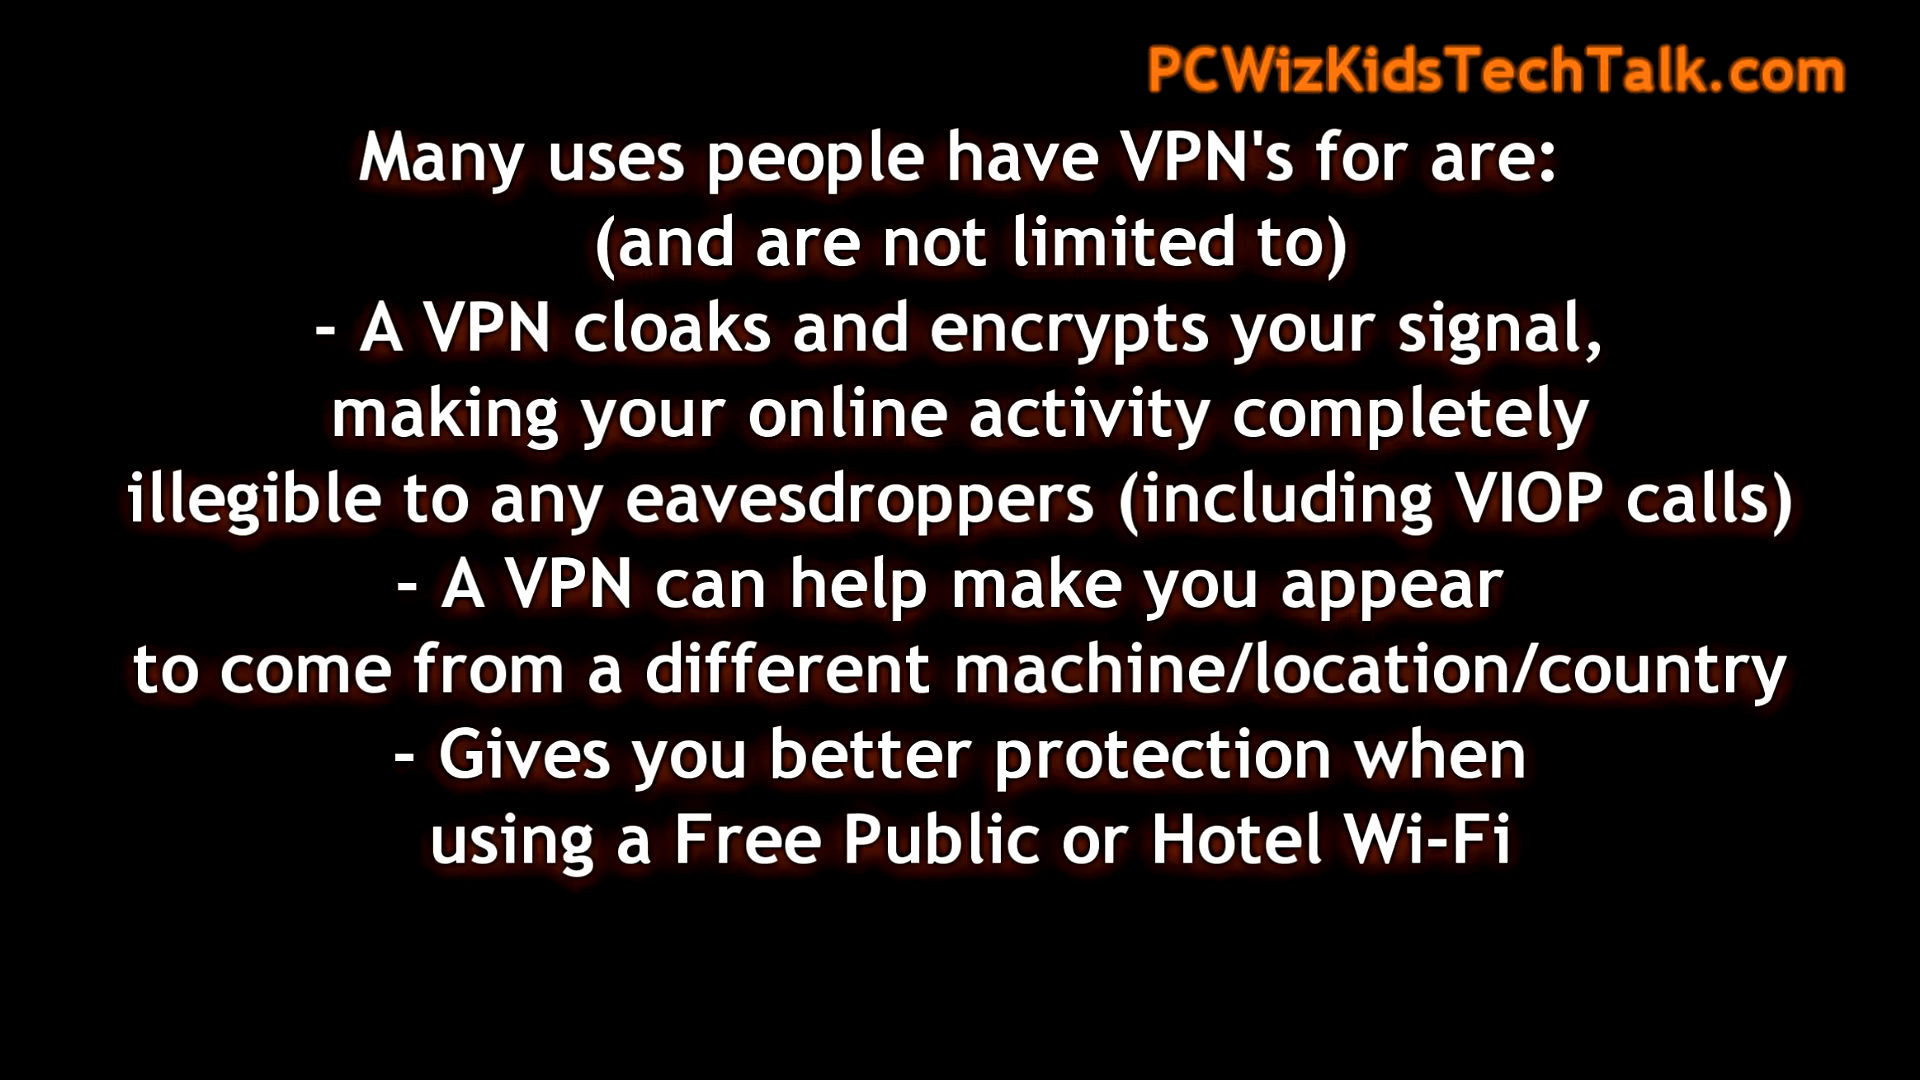 PCWizKidsTechTalk.com
Many uses people have VPN's for are:
(and are not limited to)
- A VPN cloaks and encrypts your signal,
making your online activity completely
illegible to any eavesdroppers (including VIOP calls)
- A VPN can help make you appear
to come from a different machine/location/country
- Gives you better protection when
using a Free Public or Hotel Wi-Fi